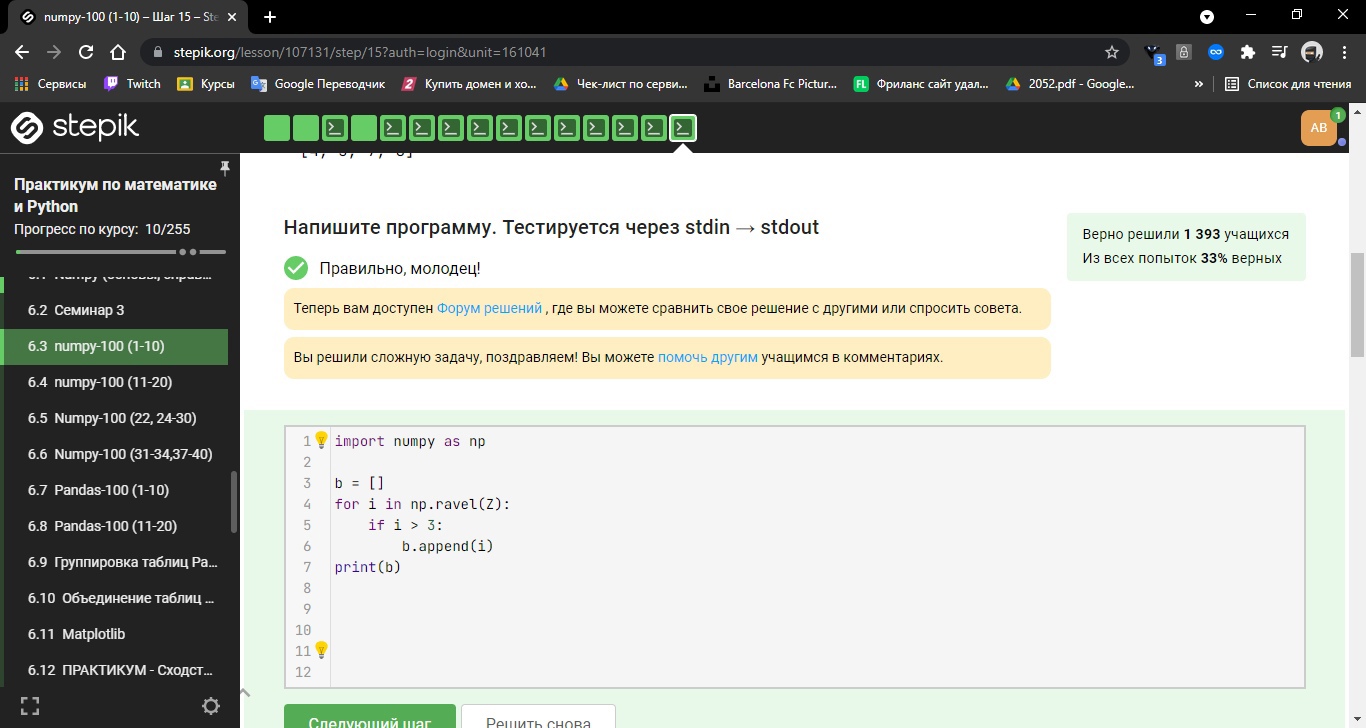 numpy-100 (1-10) – Шаг 15 – Ste
stepik.org/lesson/107131/step/15?auth=login&unit=161041
3
Сервисы
Twitch
Курсы
Google Переводчик
Купить домен и хо...
Чек-лист по серви...
Barcelona Fc Pictur...
FL
Фриланс сайт удал...
2052.pdf - Google...
»
Список для чтения
stepik
AB
1
Практикум по математике
и Python
Прогресс по курсу: 10/255
6.2 Семинар 3
6.3 numpy-100 (1-10)
6.4 numpy-100 (11-20)
6.5 Numpy-100 (22, 24-30)
6.6 Numpy-100 (31-34,37-40)
6.7 Pandas-100 (1-10)
6.8 Pandas-100 (11-20)
6.9 Группировка таблиц Pa...
6.10 Объединение таблиц ...
6.11 Matplotlib
6.12 ПРАКТИКУМ - Сходст...
Напишите программу. Тестируется через stdin → stdout
Правильно, молодец!
Теперь вам доступен Форум решений , где вы можете сравнить свое решение с другими или спросить совета.
Вы решили сложную задачу, поздравляем! Вы можете помочь другим учащимся в комментариях.
Верно решили 1 393 учащихся
Из всех попыток 33% верных
1 import numpy as np
2
3 b = []
4 for i in np.ravel(Z):
5     if i > 3:
6         b.append(i)
7 print(b)
8
9
10
11
12
Следующий шаг
Решить снова